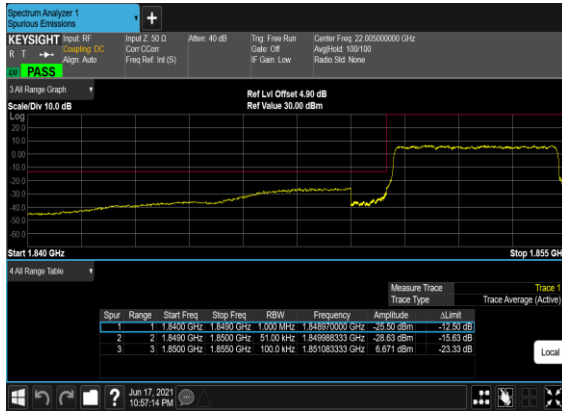 Spectrum Analyzer 1
Spurious Emissions
+
KEYSIGHT Input: RF Input Z: 50 Ω Atten: 40 dB Trig: Free Run Center Freq: 22.005000000 GHz
R T Coupling: DC Corr CCorr Gate: Off Avg|Hold: 100/100
Align: Auto Freq Ref: Int (S) IF Gain: Low Radio Std: None
PASS
3 All Range Graph Ref Lvl Offset 4.90 dB
Scale/Div 10.0 dB Ref Value 30.00 dBm
Log
20.0
10.0
0.00
-10.0
-20.0
-30.0
-40.0
-50.0
-60.0
Start 1.840 GHz Stop 1.855 GH
4 All Range Table
Measure Trace Trace 1
Trace Type Trace Average (Active)
Spur Range Start Freq Stop Freq RBW Frequency Amplitude ΔLimit
1 1 1.8400 GHz 1.8490 GHz 1.000 MHz 1.848970000 GHz -25.50 dBm -12.50 dB
2 2 1.8490 GHz 1.8500 GHz 51.00 kHz 1.849988333 GHz -28.63 dBm -15.63 dB
3 3 1.8500 GHz 1.8550 GHz 100.0 kHz 1.851083333 GHz 6.671 dBm -23.33 dB
Local
? Jun 17, 2021
10:57:14 PM